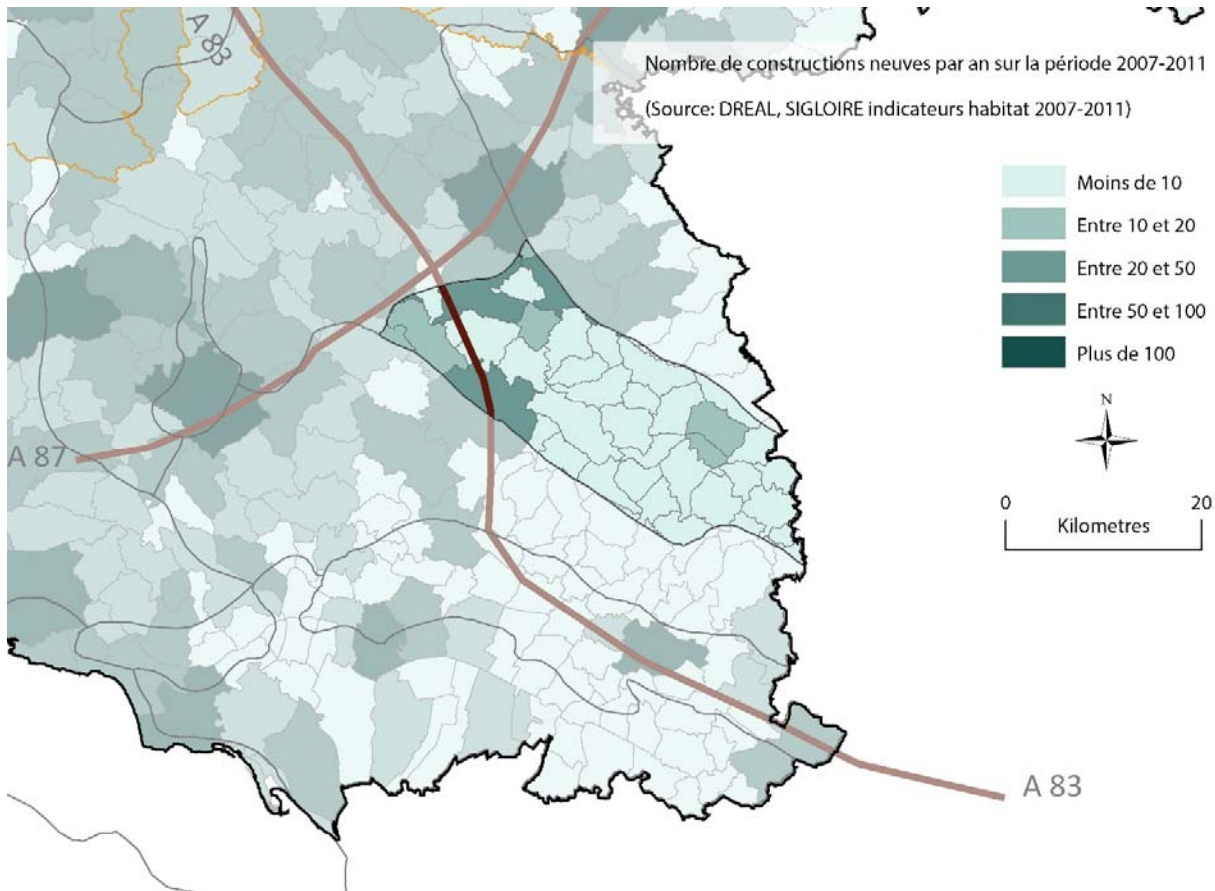 A 83
Nombre de constructions neuves par an sur la période 2007-2011
(Source: DREAL, SIGLOIRE indicateurs habitat 2007-2011)
Moins de 10
Entre 10 et 20
Entre 20 et 50
Entre 50 et 100
Plus de 100
N
0 20
Kilometres
A 87
A 83